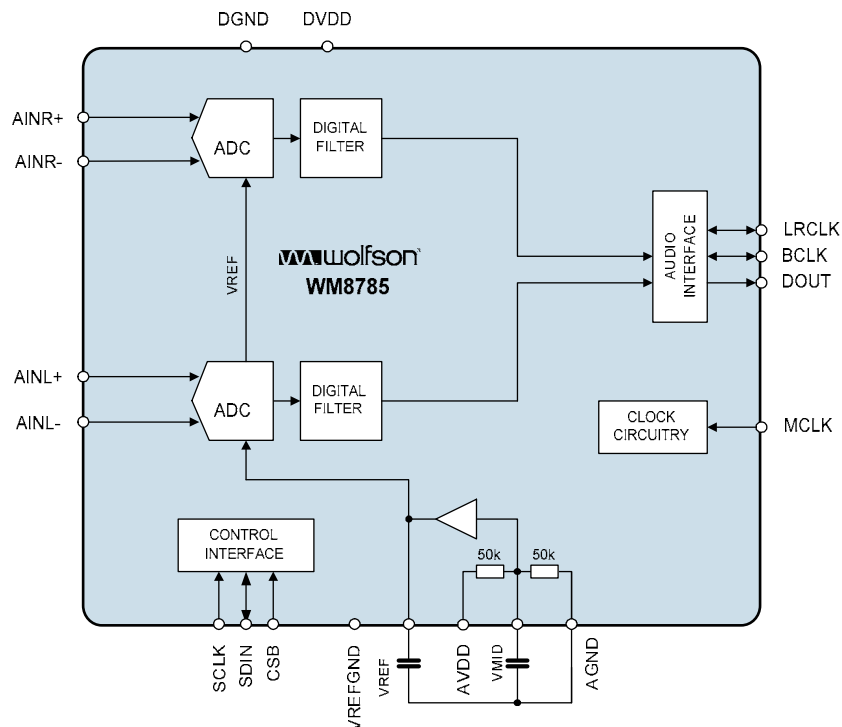 DGND DVDD
AINR+
AINR-
ADC
DIGITAL
FILTER
VREF
wolfson
WM8785
AUDIO
INTERFACE
LRCLK
BCLK
DOUT
AINL+
AINL-
ADC
DIGITAL
FILTER
CLOCK
CIRCUITRY
MCLK
CONTROL
INTERFACE
50k 50k
SCLK
SDIN
CSB
VREFGND
VREF
AVDD
VMID
AGND